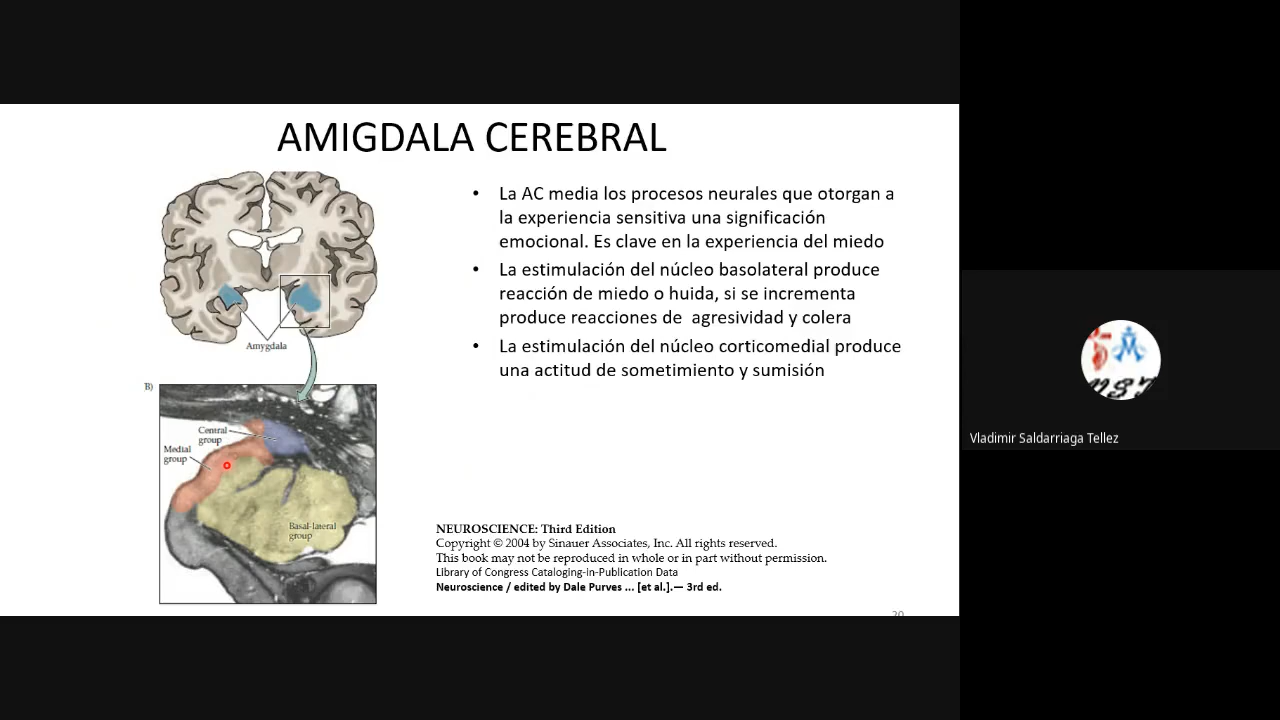 AMIGDALA CEREBRAL
• La AC media los procesos neurales que otorgan a
la experiencia sensitiva una significación
emocional. Es clave en la experiencia del miedo
• La estimulación del núcleo basolateral produce
reacción de miedo o huida, si se incrementa
produce reacciones de agresividad y colera
• La estimulación del núcleo corticomedial produce
una actitud de sometimiento y sumisión
Amygdala
B)
Central
group
Medial
group
Basal-lateral
group
NEUROSCIENCE: Third Edition
Copyright © 2004 by Sinauer Associates, Inc. All rights reserved.
This book may not be reproduced in whole or in part without permission.
Library of Congress Cataloging-in-Publication Data
Neuroscience / edited by Dale Purves ... [et al.].— 3rd ed.
20
Vladimir Saldarriaga Tellez